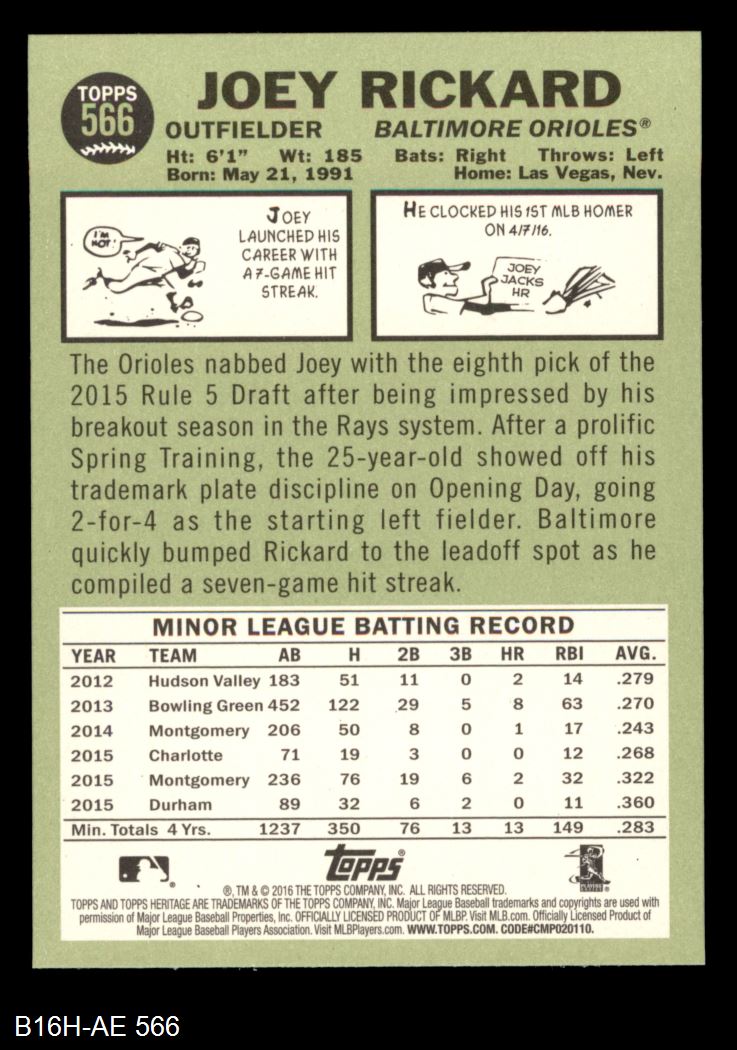 TOPPS
566
JOEY RICKARD
OUTFIELDER BALTIMORE ORIOLES®
Ht: 6'1" Wt: 185 Bats: Right Throws: Left
Born: May 21, 1991 Home: Las Vegas, Nev.
I'M
HOT!
JOEY
LAUNCHED HIS
CAREER WITH
A 7-GAME HIT
STREAK.
HE CLOCKED HIS 1ST MLB HOMER
ON 4/7/16.
JOEY
JACKS
HR
The Orioles nabbed Joey with the eighth pick of the
2015 Rule 5 Draft after being impressed by his
breakout season in the Rays system. After a prolific
Spring Training, the 25-year-old showed off his
trademark plate discipline on Opening Day, going
2-for-4 as the starting left fielder. Baltimore
quickly bumped Rickard to the leadoff spot as he
compiled a seven-game hit streak.
MINOR LEAGUE BATTING RECORD
YEAR TEAM AB H 2B 3B HR RBI AVG.
2012 Hudson Valley 183 51 11 0 2 14 .279
2013 Bowling Green 452 122 29 5 8 63 .270
2014 Montgomery 206 50 8 0 1 17 .243
2015 Charlotte 71 19 3 0 0 12 .268
2015 Montgomery 236 76 19 6 2 32 .322
2015 Durham 89 32 6 2 0 11 .360
Min. Totals 4 Yrs. 1237 350 76 13 13 149 .283
topps®
®, TM & © 2016 THE TOPPS COMPANY, INC. ALL RIGHTS RESERVED.
TOPPS AND TOPPS HERITAGE ARE TRADEMARKS OF THE TOPPS COMPANY, INC. Major League Baseball trademarks and copyrights are used with
permission of Major League Baseball Properties, Inc. OFFICIALLY LICENSED PRODUCT OF MLBP. Visit MLB.com. Officially Licensed Product of
Major League Baseball Players Association. Visit MLBPlayers.com. WWW.TOPPS.COM. CODE#CMP020110.
B16H-AE 566